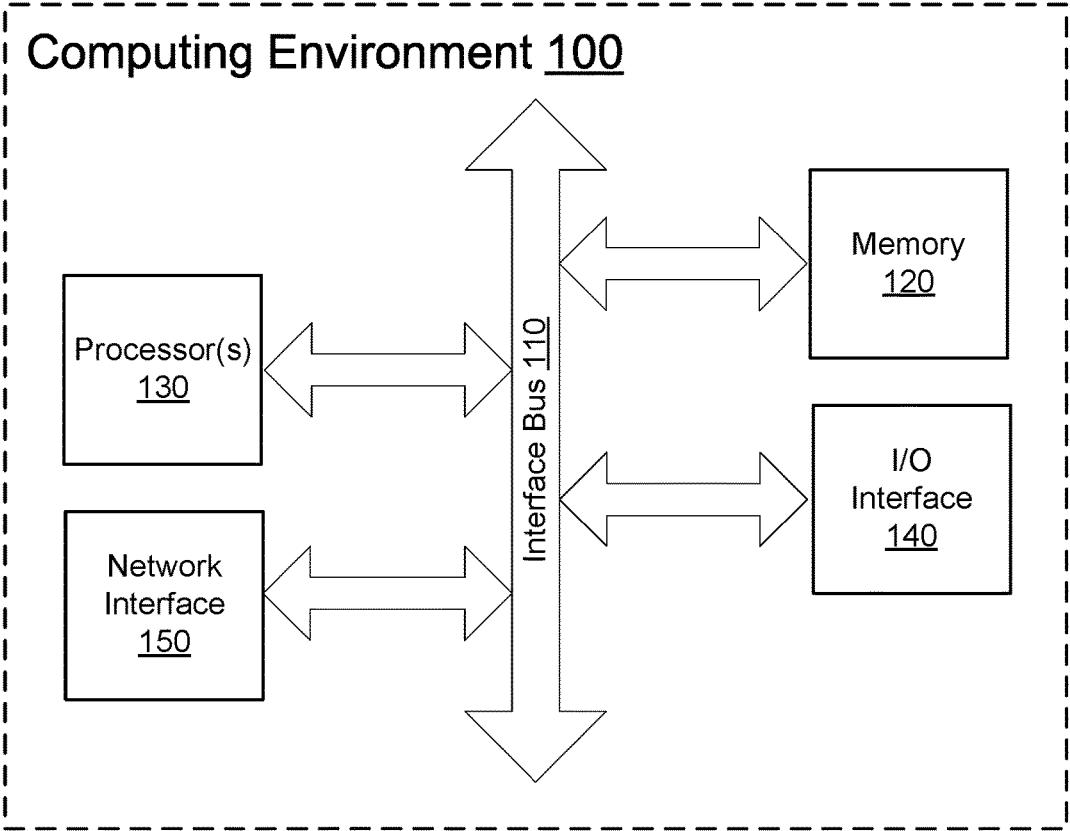 Computing Environment 100
Memory
120
Processor(s)
130
Interface Bus 110
I/O
Interface
140
Network
Interface
150